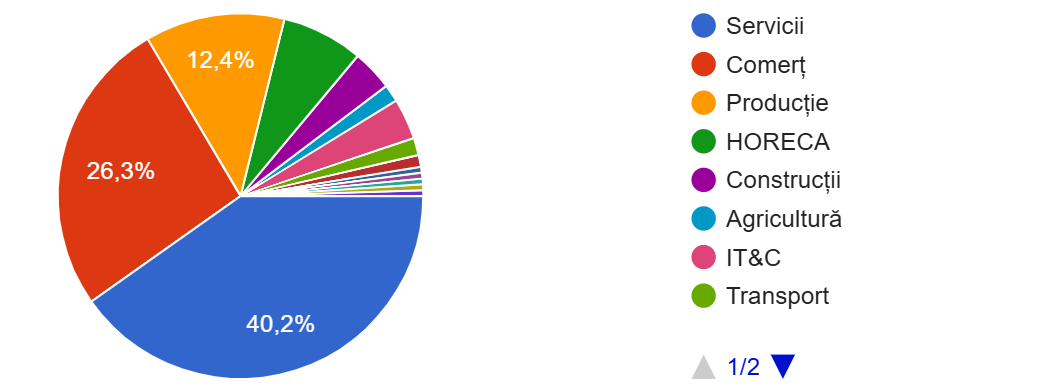 12,4%
26,3%
40,2%
Servicii
Comerț
Producție
HORECA
Construcții
Agricultură
IT&C
Transport
1/2